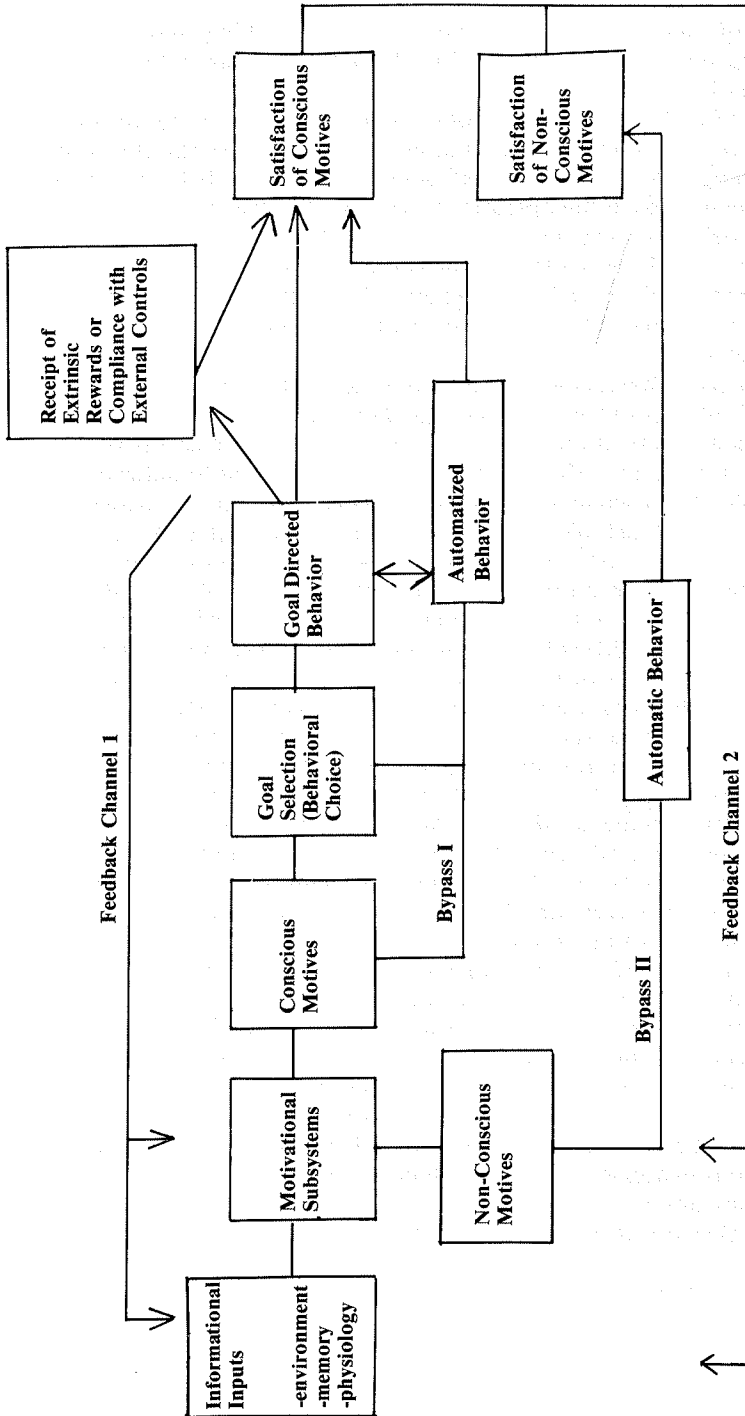 Informational
Inputs
-environment
-memory
-physiology
Motivational
Subsystems
Non-Conscious
Motives
Conscious
Motives
Goal
Selection
(Behavioral
Choice)
Goal Directed
Behavior
Receipt of
Extrinsic
Rewards or
Compliance with
External Controls
Satisfaction
of Conscious
Motives
Satisfaction
of Non-
Conscious
Motives
Automatized
Behavior
Automatic Behavior
Feedback Channel 1
Bypass I
Bypass II
Feedback Channel 2